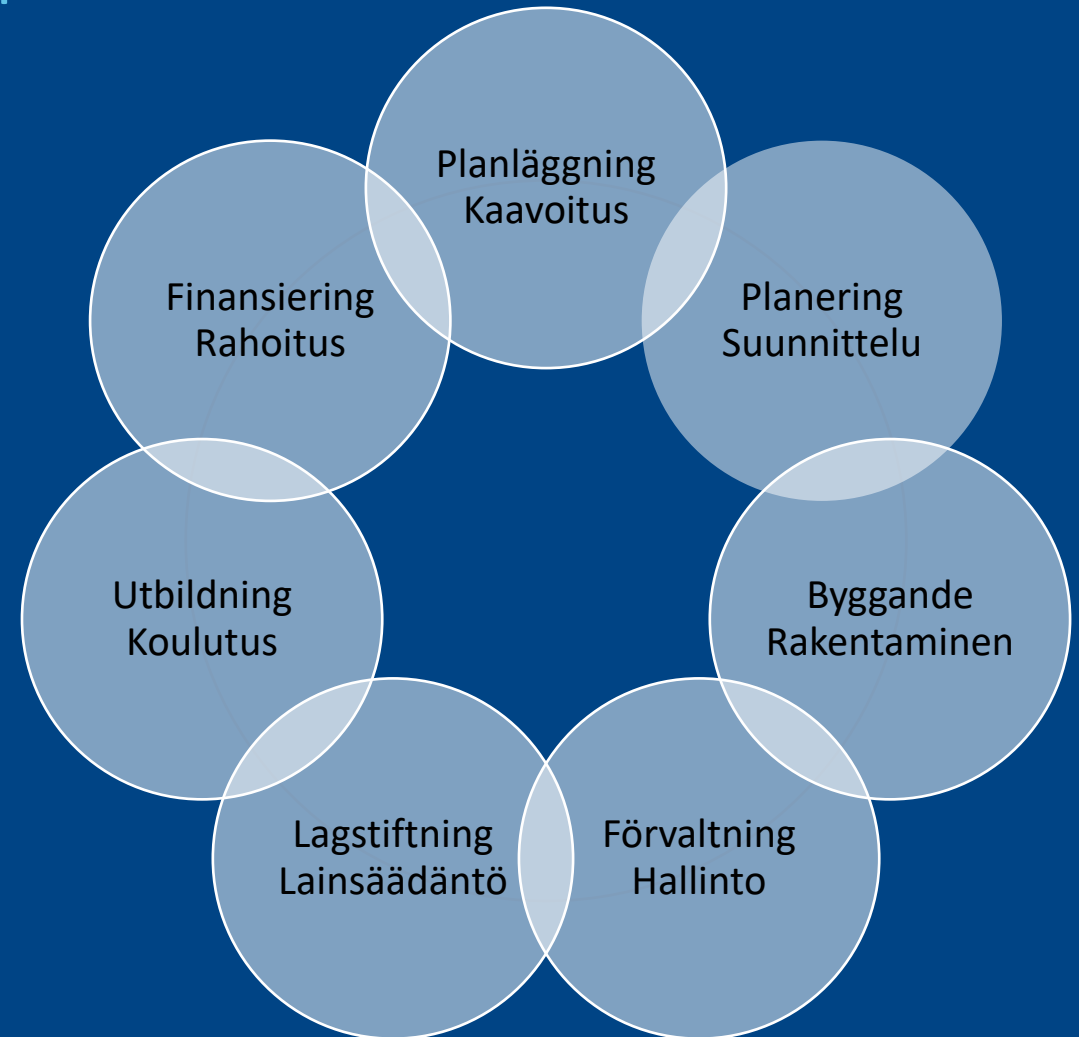 Planläggning
Kaavoitus
Planering
Suunnittelu
Byggande
Rakentaminen
Förvaltning
Hallinto
Lagstiftning
Lainsäädäntö
Utbildning
Koulutus
Finansiering
Rahoitus